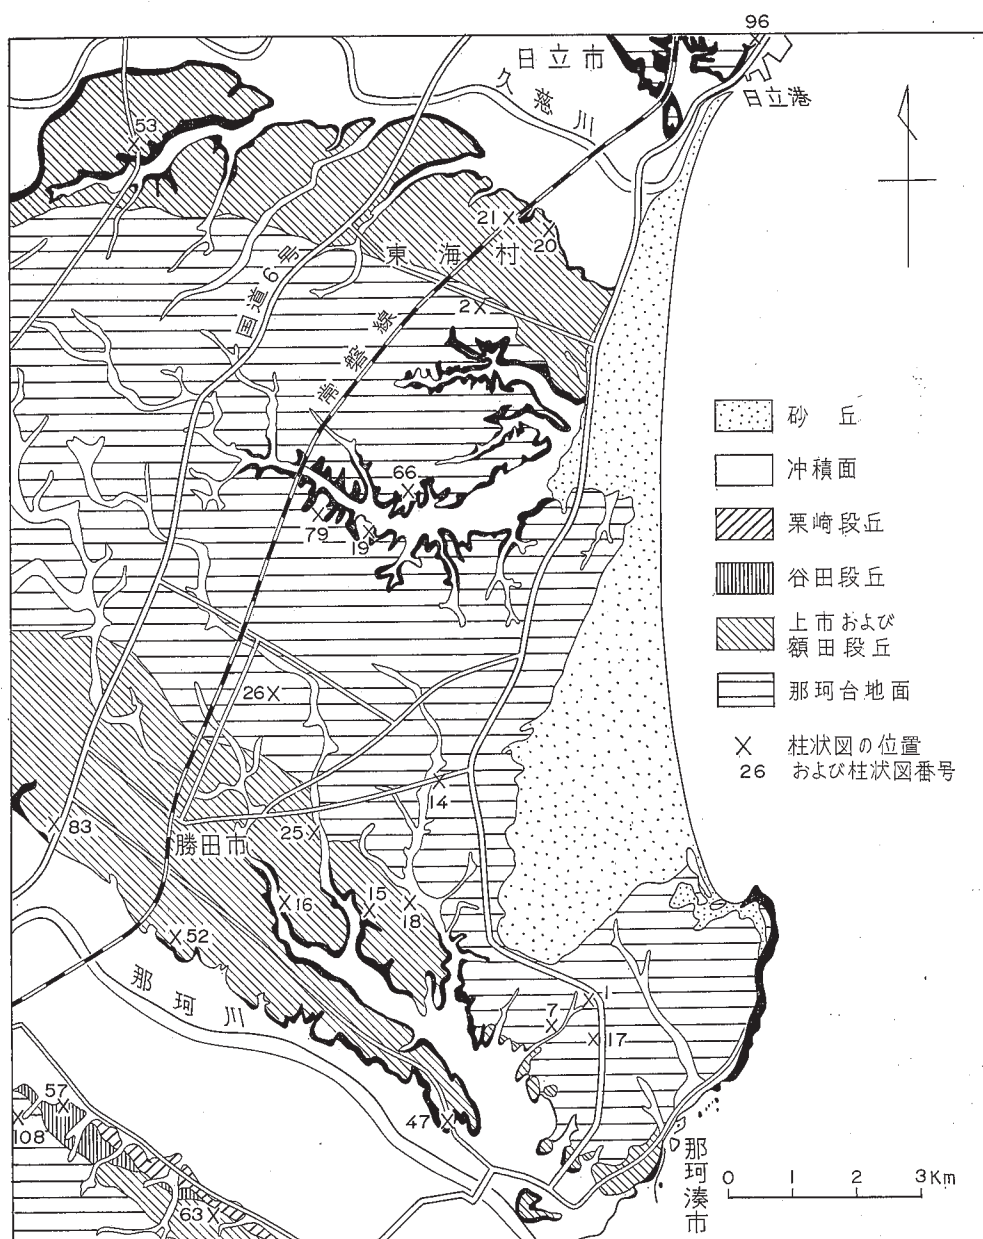 96
日立市
久慈川
日立港
53
21
20
東海村
国道6号
2
常磐線
66
79
19
砂丘
冲積面
栗崎段丘
谷田段丘
上市および
額田段丘
那珂台地面
柱状図の位置
26 および柱状図番号
26
14
83
勝田市
25
16
15
18
52
那珂川
1
7
17
57
108
47
63
那珂湊市
0 1 2 3Km